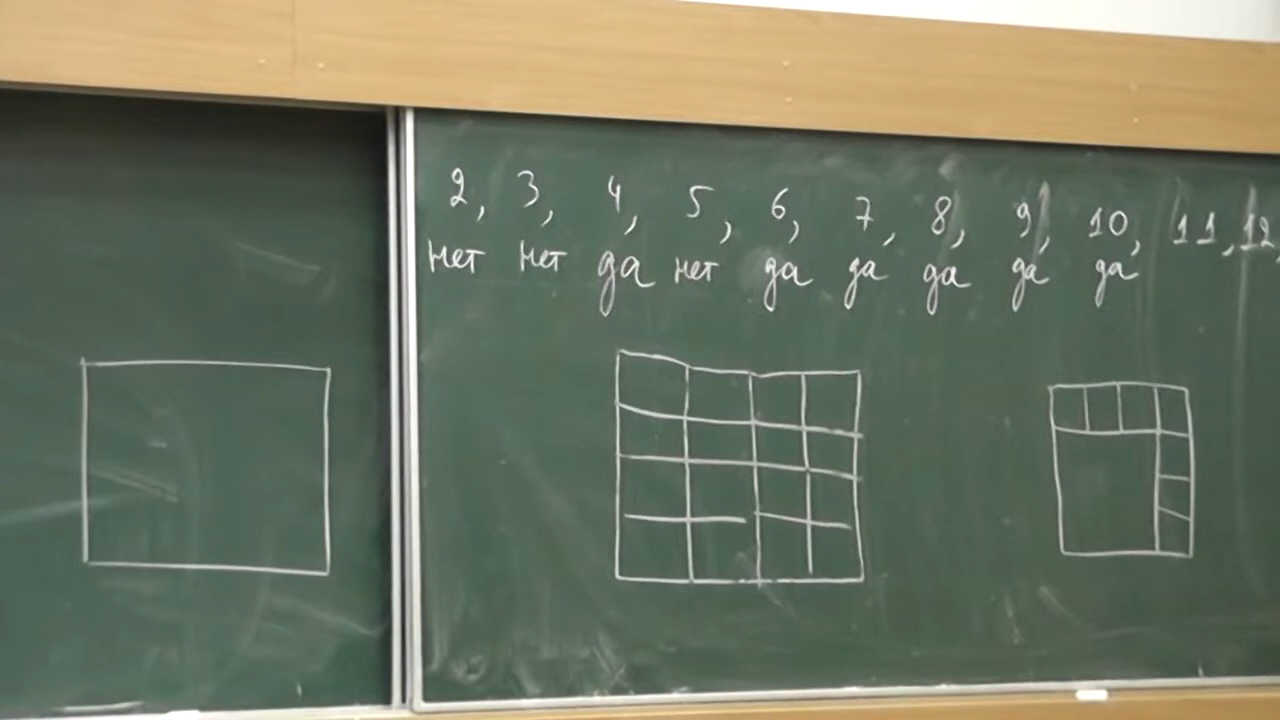 2, 3, 4, 5, 6, 7, 8, 9, 10, 11, 12,
нет нет да нет да да да да да